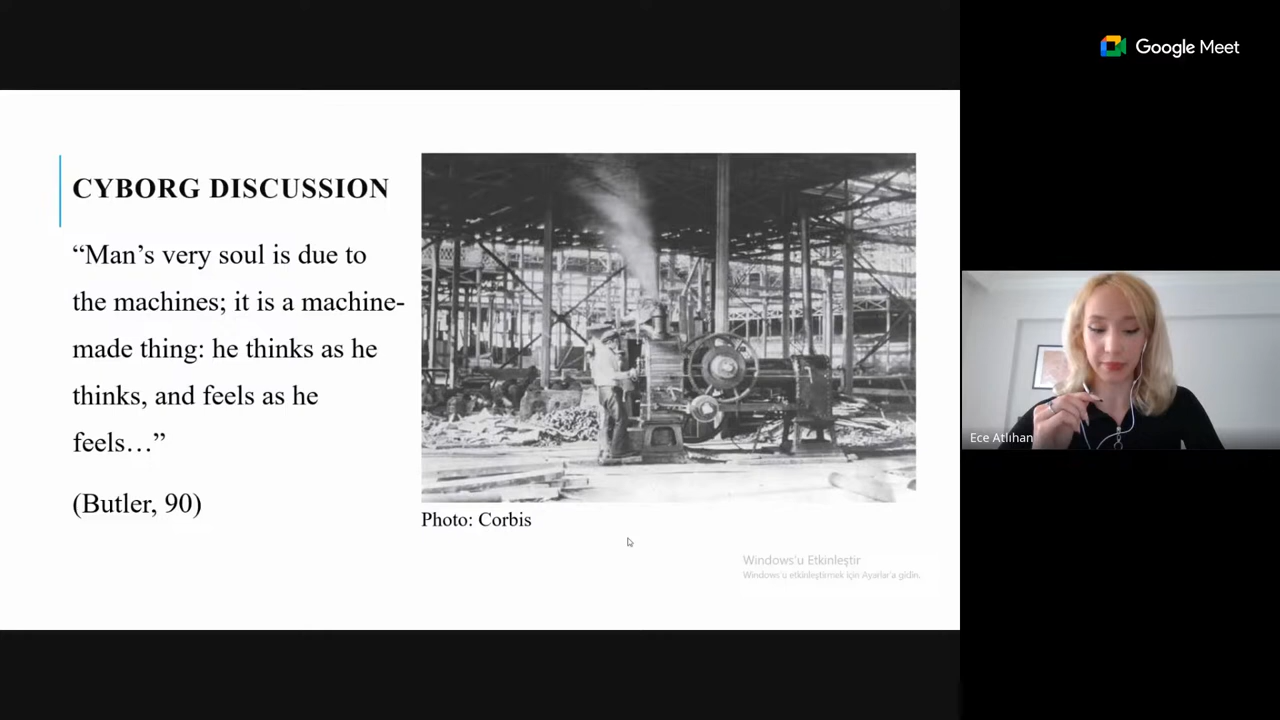 Google Meet
CYBORG DISCUSSION
“Man’s very soul is due to
the machines; it is a machine-
made thing: he thinks as he
thinks, and feels as he
feels…”
(Butler, 90)
Photo: Corbis
Windows'u Etkinleştir
Windows'u etkinleştirmek için Ayarlar'a gidin.
Ece Atlıhan